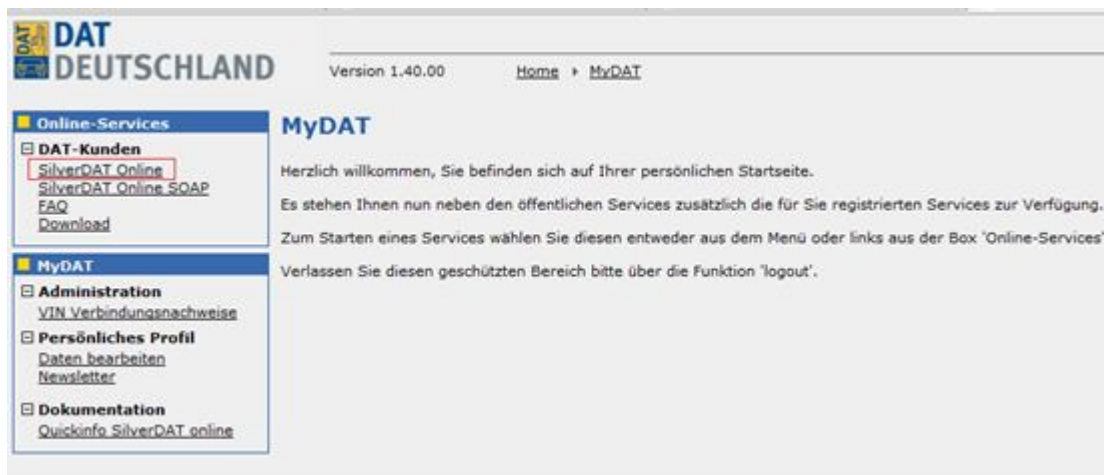 DAT
DAT
DEUTSCHLAND
Version 1.40.00 Home MyDAT
Online-Services
DAT-Kunden
SilverDAT Online
SilverDAT Online SOAP
FAQ
Download
MyDAT
Administration
VIN Verbindungsnachweise
Persönliches Profil
Daten bearbeiten
Newsletter
Dokumentation
Quickinfo SilverDAT online
MyDAT
Herzlich willkommen, Sie befinden sich auf Ihrer persönlichen Startseite.
Es stehen Ihnen nun neben den öffentlichen Services zusätzlich die für Sie registrierten Services zur Verfügung.
Zum Starten eines Services wählen Sie diesen entweder aus dem Menü oder links aus der Box 'Online-Services'
Verlassen Sie diesen geschützten Bereich bitte über die Funktion 'logout'.